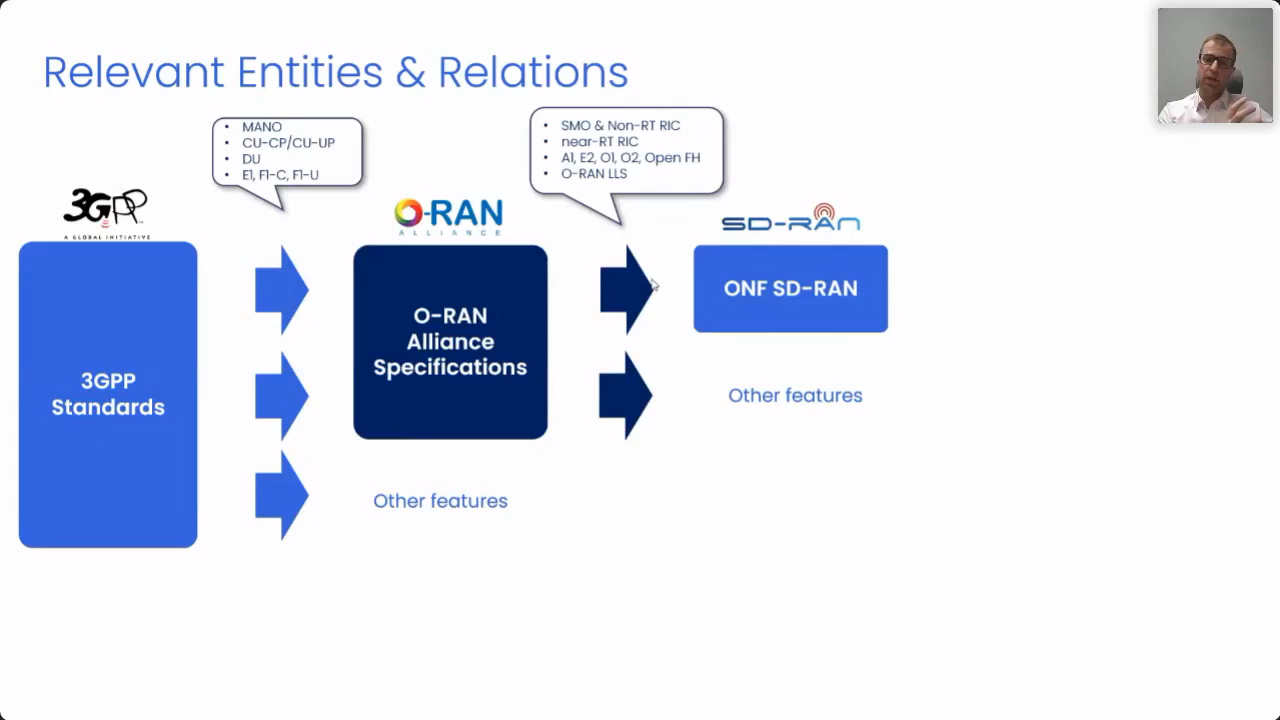 Relevant Entities & Relations
• MANO
• CU-CP/CU-UP
• DU
• E1, F1-C, F1-U
• SMO & Non-RT RIC
• near-RT RIC
• A1, E2, O1, O2, Open FH
• O-RAN LLS
3GPP
A GLOBAL INITIATIVE
O-RAN
ALLIANCE
SD-RAN
3GPP
Standards
O-RAN
Alliance
Specifications
ONF SD-RAN
Other features
Other features